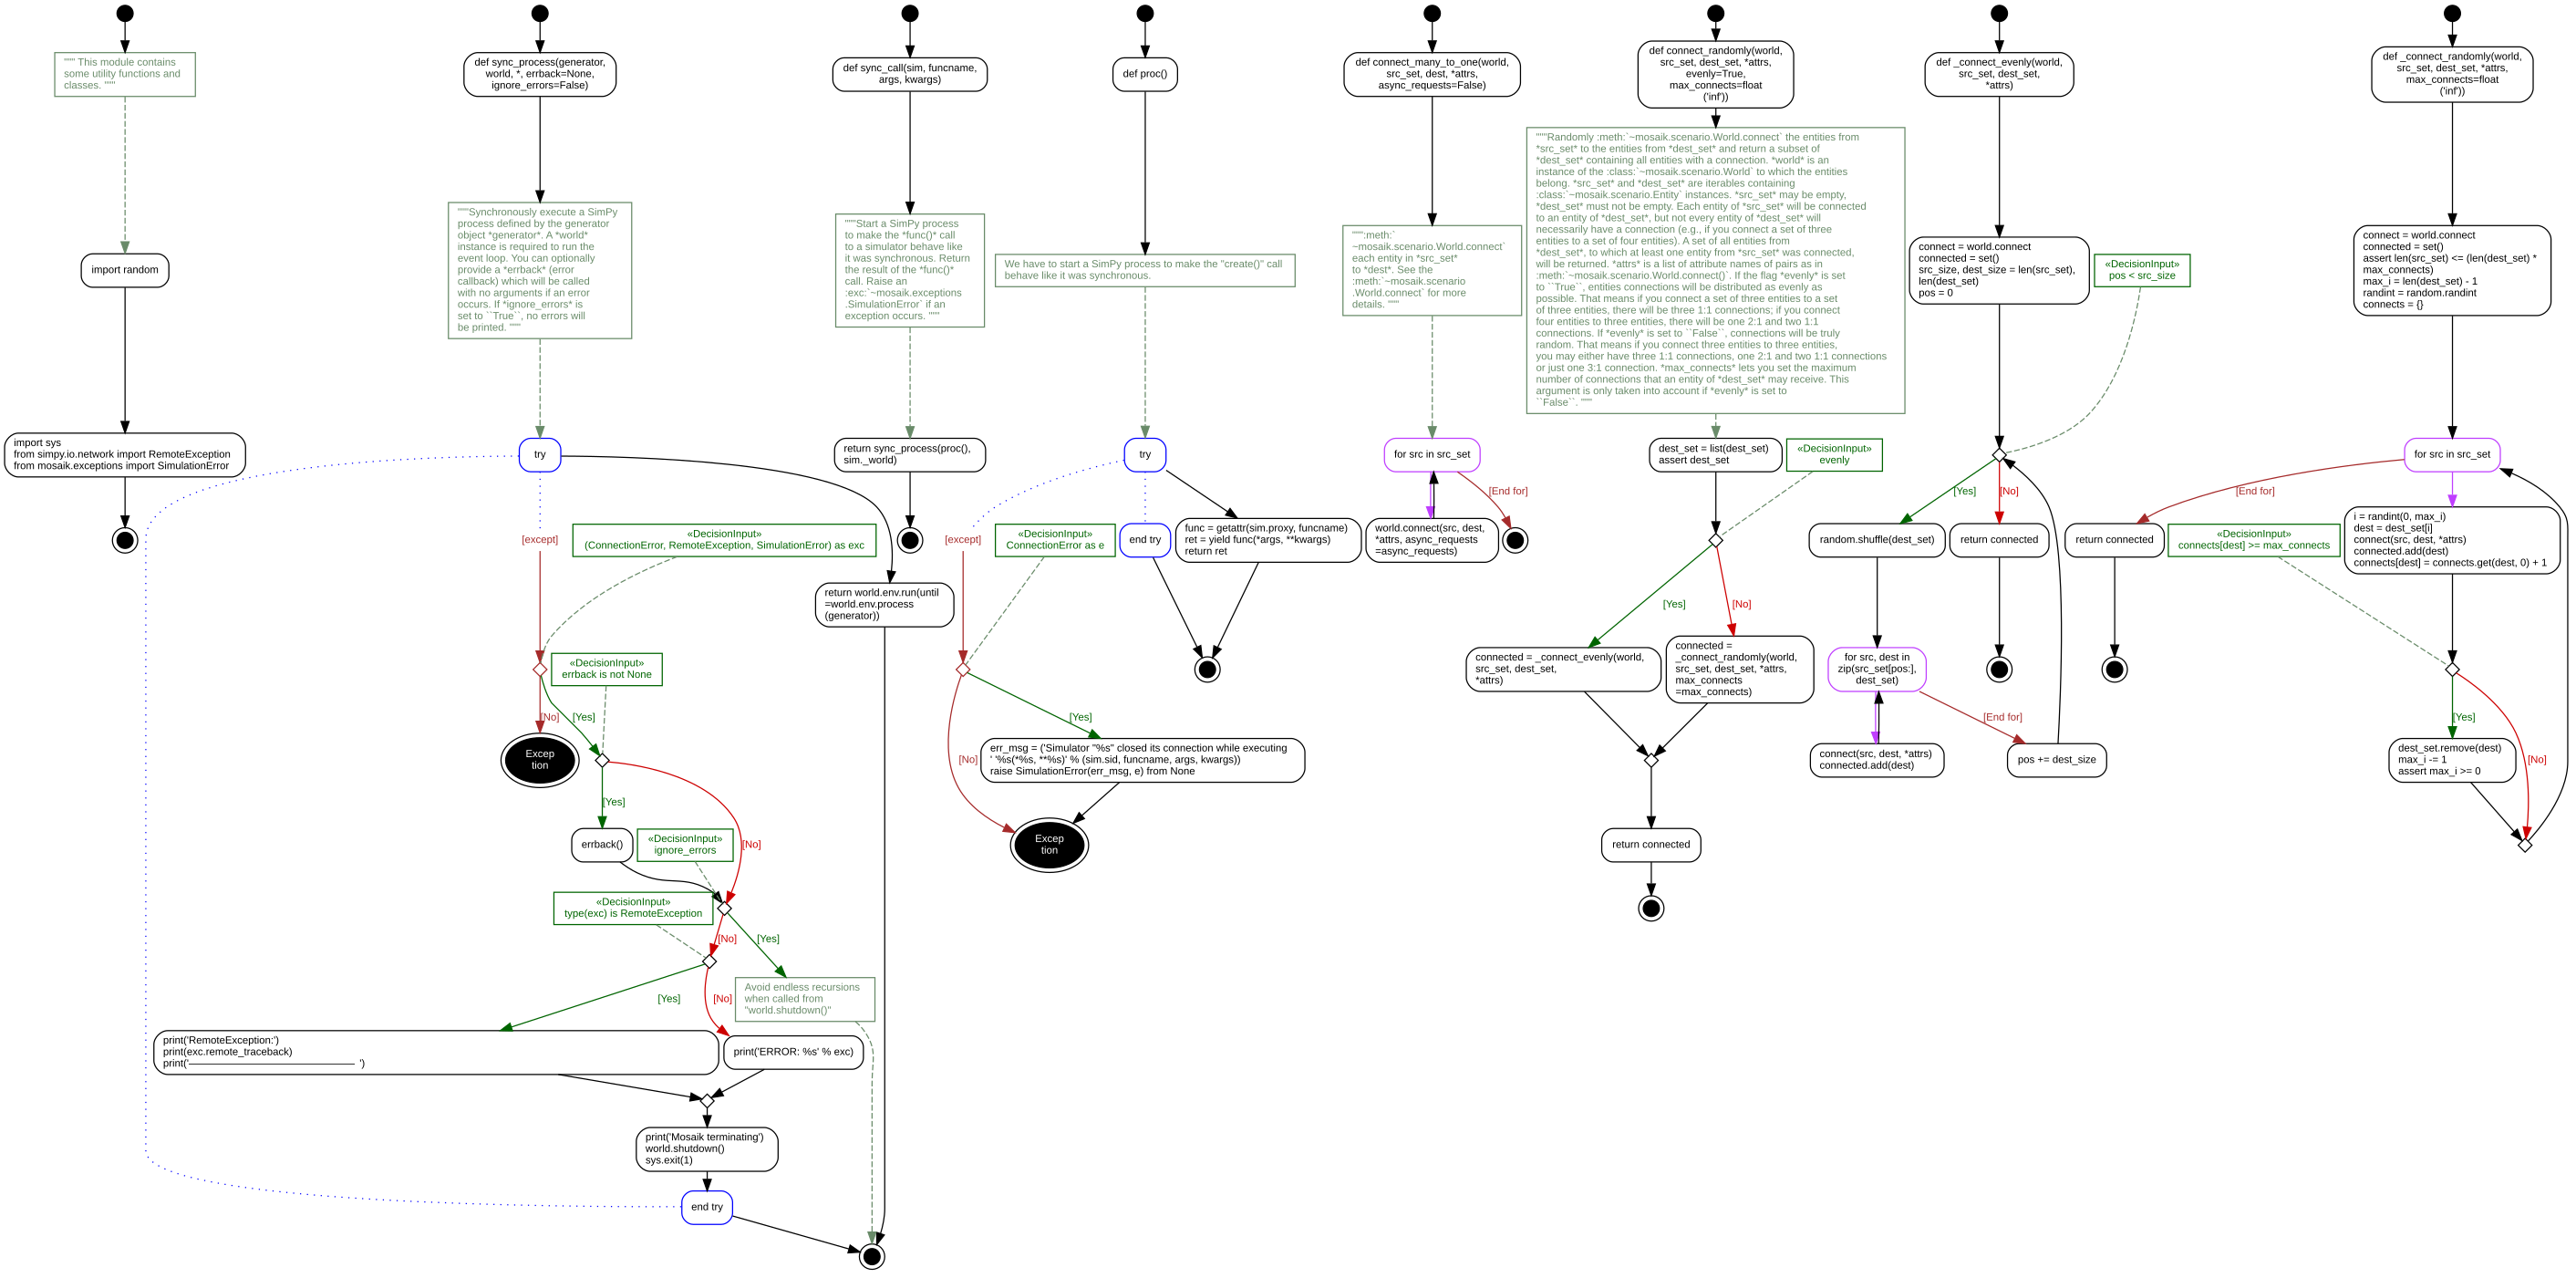 """ This module contains
some utility functions and
classes. """
import random
import sys
from simpy.io.network import RemoteException
from mosaik.exceptions import SimulationError
def sync_process(generator,
world, *, errback=None,
ignore_errors=False)
"""Synchronously execute a SimPy
process defined by the generator
object *generator*. A *world*
instance is required to run the
event loop. You can optionally
provide a *errback* (error
callback) which will be called
with no arguments if an error
occurs. If *ignore_errors* is
set to ``True``, no errors will
be printed. """
try
[except]
«DecisionInput»
(ConnectionError, RemoteException, SimulationError) as exc
return world.env.run(until
=world.env.process
(generator))
«DecisionInput»
errback is not None
[No]
[Yes]
Excep
tion
[Yes]
[No]
errback()
«DecisionInput»
ignore_errors
«DecisionInput»
type(exc) is RemoteException
[No]
[Yes]
[Yes]
[No]
Avoid endless recursions
when called from
"world.shutdown()"
print('RemoteException:')
print(exc.remote_traceback)
print('——————————————— ')
print('ERROR: %s' % exc)
print('Mosaik terminating')
world.shutdown()
sys.exit(1)
end try
def sync_call(sim, funcname,
args, kwargs)
"""Start a SimPy process
to make the *func()* call
to a simulator behave like
it was synchronous. Return
the result of the *func()*
call. Raise an
:exc:`~mosaik.exceptions
.SimulationError` if an
exception occurs. """
return sync_process(proc(),
sim._world)
def proc()
We have to start a SimPy process to make the "create()" call
behave like it was synchronous.
try
[except]
«DecisionInput»
ConnectionError as e
end try
func = getattr(sim.proxy, funcname)
ret = yield func(*args, **kwargs)
return ret
[Yes]
[No]
err_msg = ('Simulator "%s" closed its connection while executing
' '%s(*%s, **%s)' % (sim.sid, funcname, args, kwargs))
raise SimulationError(err_msg, e) from None
Excep
tion
def connect_many_to_one(world,
src_set, dest, *attrs,
async_requests=False)
""":meth:`
~mosaik.scenario.World.connect`
each entity in *src_set*
to *dest*. See the
:meth:`~mosaik.scenario
.World.connect` for more
details. """
for src in src_set
[End for]
world.connect(src, dest,
*attrs, async_requests
=async_requests)
def connect_randomly(world,
src_set, dest_set, *attrs,
evenly=True,
max_connects=float
('inf'))
"""Randomly :meth:`~mosaik.scenario.World.connect` the entities from
*src_set* to the entities from *dest_set* and return a subset of
*dest_set* containing all entities with a connection. *world* is an
instance of the :class:`~mosaik.scenario.World` to which the entities
belong. *src_set* and *dest_set* are iterables containing
:class:`~mosaik.scenario.Entity` instances. *src_set* may be empty,
*dest_set* must not be empty. Each entity of *src_set* will be connected
to an entity of *dest_set*, but not every entity of *dest_set* will
necessarily have a connection (e.g., if you connect a set of three
entities to a set of four entities). A set of all entities from
*dest_set*, to which at least one entity from *src_set* was connected,
will be returned. *attrs* is a list of attribute names of pairs as in
:meth:`~mosaik.scenario.World.connect()`. If the flag *evenly* is set
to ``True``, entities connections will be distributed as evenly as
possible. That means if you connect a set of three entities to a set
of three entities, there will be three 1:1 connections; if you connect
four entities to three entities, there will be one 2:1 and two 1:1
connections. If *evenly* is set to ``False``, connections will be truly
random. That means if you connect three entities to three entities,
you may either have three 1:1 connections, one 2:1 and two 1:1 connections
or just one 3:1 connection. *max_connects* lets you set the maximum
number of connections that an entity of *dest_set* may receive. This
argument is only taken into account if *evenly* is set to
``False``. """
dest_set = list(dest_set)
assert dest_set
«DecisionInput»
evenly
[Yes]
[No]
connected = _connect_evenly(world,
src_set, dest_set,
*attrs)
connected =
_connect_randomly(world,
src_set, dest_set, *attrs,
max_connects
=max_connects)
return connected
def _connect_evenly(world,
src_set, dest_set,
*attrs)
connect = world.connect
connected = set()
src_size, dest_size = len(src_set),
len(dest_set)
pos = 0
«DecisionInput»
pos < src_size
[Yes]
[No]
random.shuffle(dest_set)
return connected
for src, dest in
zip(src_set[pos:],
dest_set)
[End for]
connect(src, dest, *attrs)
connected.add(dest)
pos += dest_size
def _connect_randomly(world,
src_set, dest_set, *attrs,
max_connects=float
('inf'))
connect = world.connect
connected = set()
assert len(src_set) <= (len(dest_set) *
max_connects)
max_i = len(dest_set) - 1
randint = random.randint
connects = {}
for src in src_set
[End for]
return connected
«DecisionInput»
connects[dest] >= max_connects
i = randint(0, max_i)
dest = dest_set[i]
connect(src, dest, *attrs)
connected.add(dest)
connects[dest] = connects.get(dest, 0) + 1
[Yes]
[No]
dest_set.remove(dest)
max_i -= 1
assert max_i >= 0